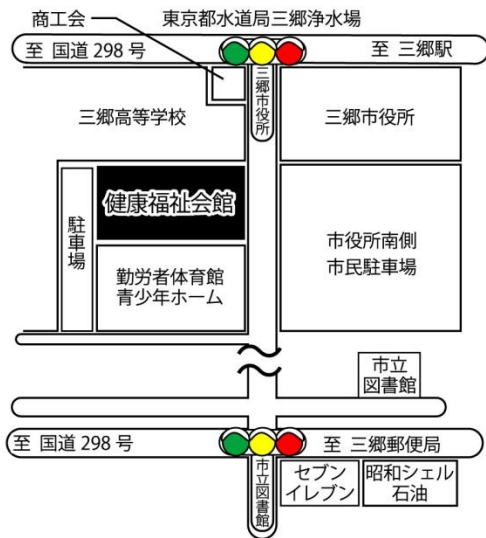 商工会
東京都水道局三郷浄水場
至 国道 298 号
至 三郷駅
三郷市役所
三郷高等学校
三郷市役所
健康福祉会館
駐車場
勤労者体育館
青少年ホーム
市役所南側
市民駐車場
市立
図書館
至 国道 298 号
至 三郷郵便局
市立図書館
セブン
イレブン
昭和シェル
石油